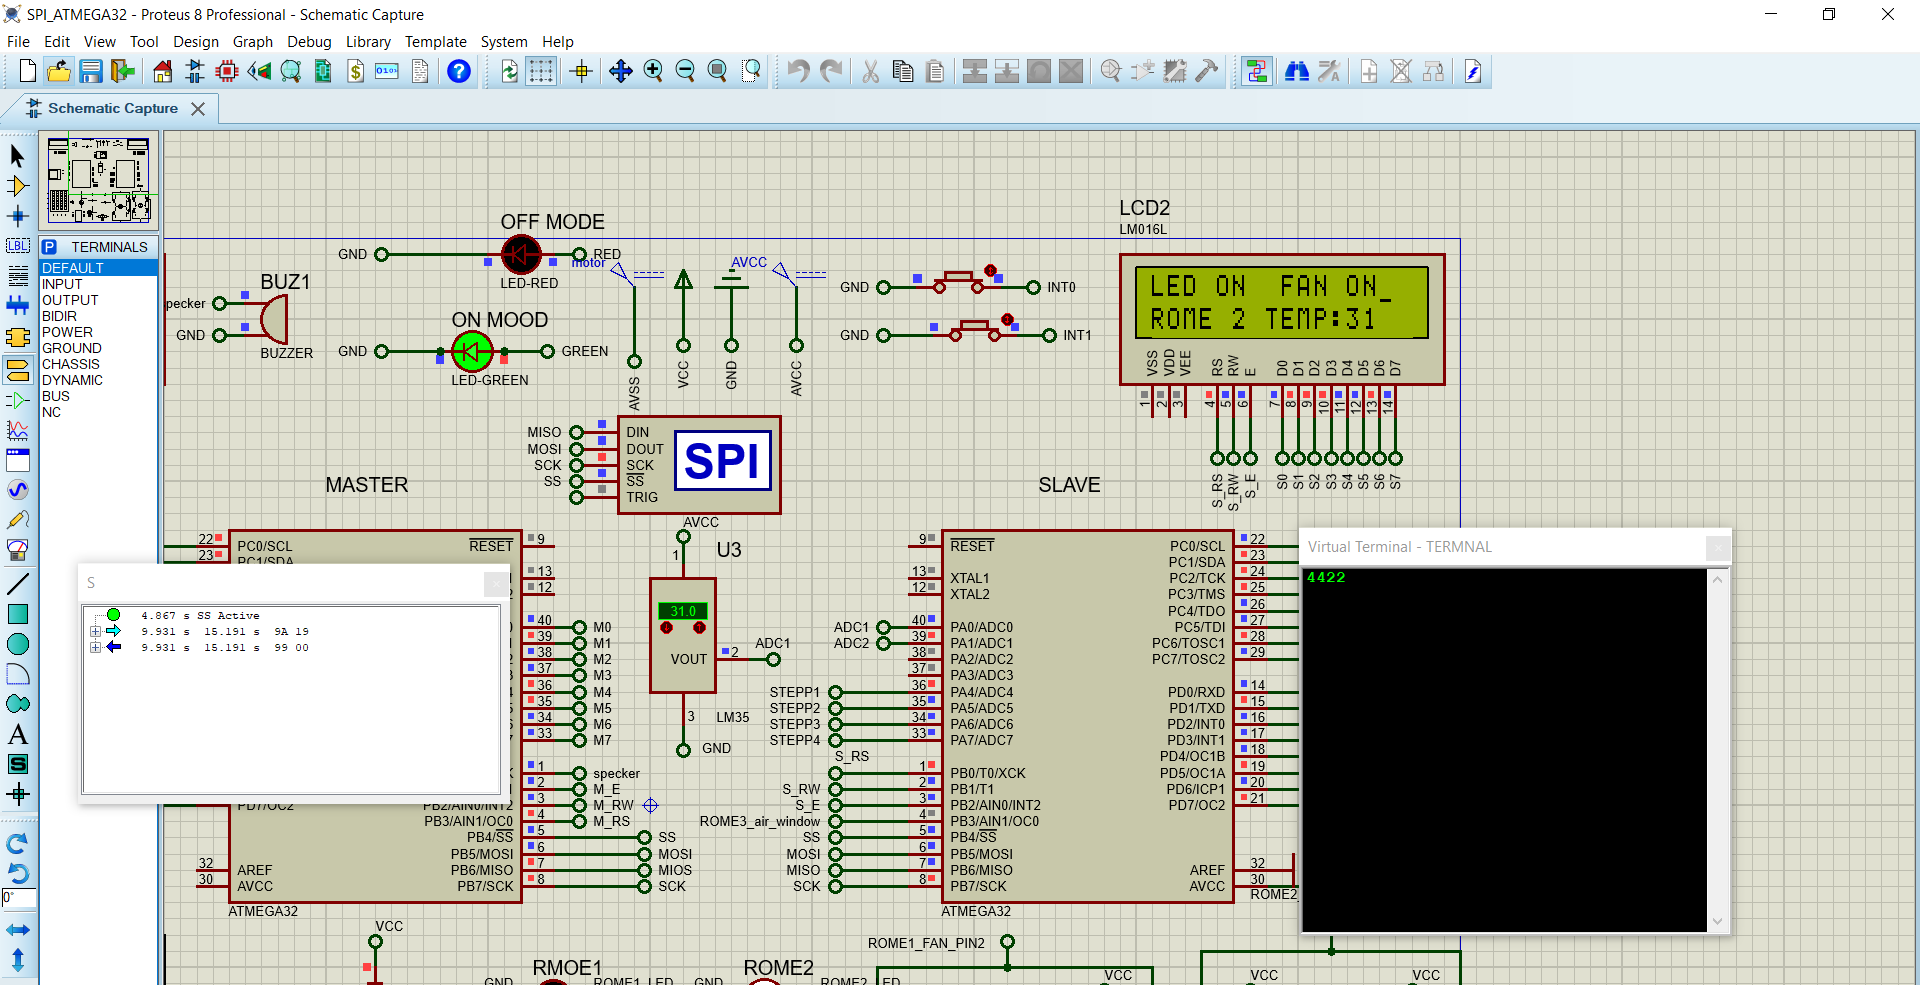 SPI_ATMEGA32 - Proteus 8 Professional - Schematic Capture
File Edit View Tool Design Graph Debug Library Template System Help
Schematic Capture
P TERMINALS
DEFAULT
INPUT
OUTPUT
BIDIR
POWER
GROUND
CHASSIS
DYNAMIC
BUS
NC
LBL
A
S
0°
OFF MODE
GND
RED
LED-RED
motor
AVCC
BUZ1
pecker
GND
BUZZER
ON MOOD
GND
GREEN
LED-GREEN
AVSS
VCC
GND
AVCC
GND
INT0
GND
INT1
LCD2
LM016L
LED ON FAN ON_
ROME 2 TEMP:31
VSS VDD VEE RS RW E D0 D1 D2 D3 D4 D5 D6 D7
1 2 3 4 5 6 7 8 9 10 11 12 13 14
S_RS S_RW S_E S0 S1 S2 S3 S4 S5 S6 S7
MISO DIN
MOSI DOUT
SCK SCK
SS SS
TRIG
SPI
MASTER
22 PC0/SCL
23 PC1/SDA
RESET 9
13
12
40 M0
39 M1
38 M2
37 M3
36 M4
35 M5
34 M6
33 M7
1 specker
2 M_E
PD7/OC2 PB2/AIN0/INT2 3 M_RW
PB3/AIN1/OC0 4 M_RS
PB4/SS 5 SS
PB5/MOSI 6 MOSI
32 AREF PB6/MISO 7 MIOS
30 AVCC PB7/SCK 8 SCK
ATMEGA32
S
4.867 s SS Active
9.931 s 15.191 s 9A 19
9.931 s 15.191 s 99 00
AVCC
1
U3
31.0
VOUT 2 ADC1
3 LM35
GND
SLAVE
9 RESET PC0/SCL 22
PC1/SDA 23
13 XTAL1 PC2/TCK 24
12 XTAL2 PC3/TMS 25
PC4/TDO 26
ADC1 40 PA0/ADC0 PC5/TDI 27
ADC2 39 PA1/ADC1 PC6/TOSC1 28
38 PA2/ADC2 PC7/TOSC2 29
37 PA3/ADC3
STEPP1 36 PA4/ADC4 PD0/RXD 14
STEPP2 35 PA5/ADC5 PD1/TXD 15
STEPP3 34 PA6/ADC6 PD2/INT0 16
STEPP4 33 PA7/ADC7 PD3/INT1 17
S_RS PD4/OC1B 18
1 PB0/T0/XCK PD5/OC1A 19
S_RW 2 PB1/T1 PD6/ICP1 20
S_E 3 PB2/AIN0/INT2 PD7/OC2 21
ROME3_air_window 4 PB3/AIN1/OC0
SS 5 PB4/SS
MOSI 6 PB5/MOSI
MISO 7 PB6/MISO AREF 32
SCK 8 PB7/SCK AVCC 30
ROME2
ATMEGA32
Virtual Terminal - TERMNAL
4422
VCC
RMOE1
GND
ROME1_LED
ROME2
GND
ROME2_LED
ROME1_FAN_PIN2
VCC
VCC
VCC